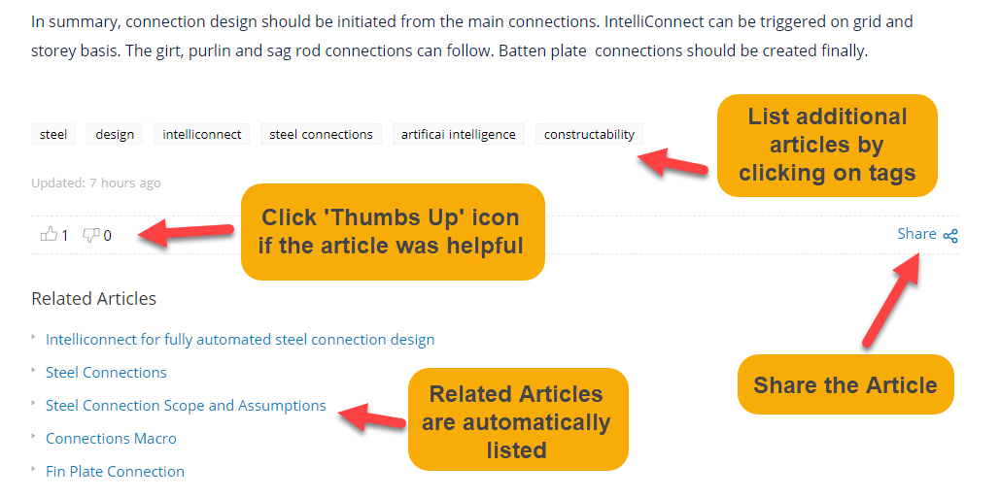 In summary, connection design should be initiated from the main connections. IntelliConnect can be triggered on grid and
storey basis. The girt, purlin and sag rod connections can follow. Batten plate connections should be created finally.
List additional
articles by
clicking on tags
steel design intelliconnect steel connections artificai intelligence constructability
Updated: 7 hours ago
Click 'Thumbs Up' icon
if the article was helpful
1 0
Share
Related Articles
Intelliconnect for fully automated steel connection design
Steel Connections
Steel Connection Scope and Assumptions
Connections Macro
Fin Plate Connection
Related Articles
are automatically
listed
Share the Article